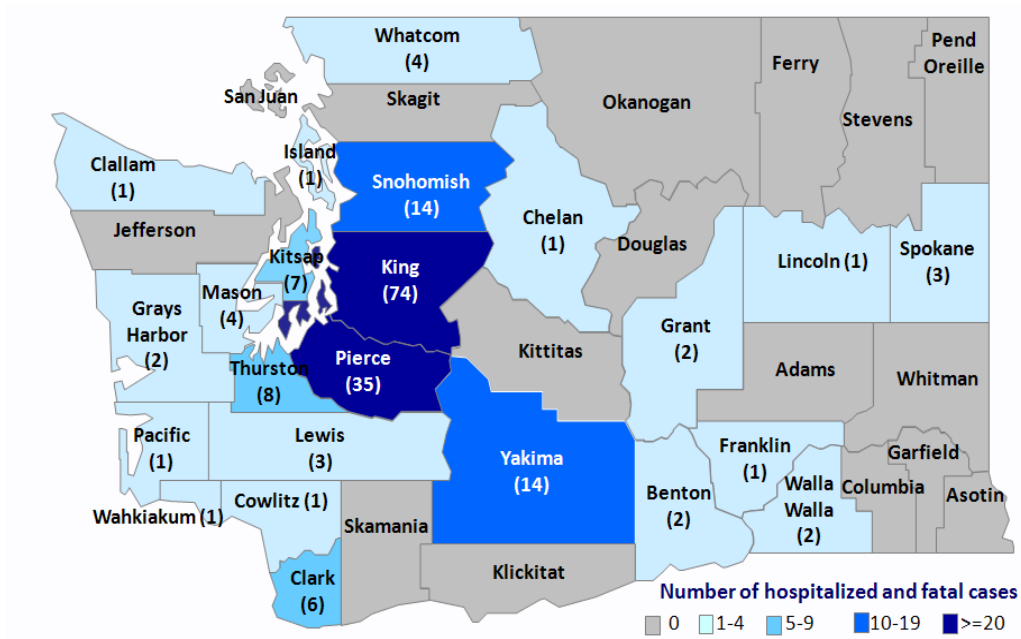 Whatcom
(4)
Pend
Oreille
Ferry
San Juan
Skagit
Okanogan
Stevens
Island
(1)
Clallam
(1)
Snohomish
(14)
Chelan
(1)
Jefferson
Douglas
Kitsap
(7)
King
(74)
Lincoln (1)
Spokane
(3)
Mason
(4)
Grays
Harbor
(2)
Grant
(2)
Kittitas
Pierce
(35)
Thurston
(8)
Adams
Whitman
Pacific
(1)
Lewis
(3)
Yakima
(14)
Franklin
(1)
Garfield
Walla
Walla
(2)
Columbia
Asotin
Benton
(2)
Wahkiakum (1)
Cowlitz (1)
Skamania
Clark
(6)
Klickitat
Number of hospitalized and fatal cases
0 1-4 5-9 10-19 >=20